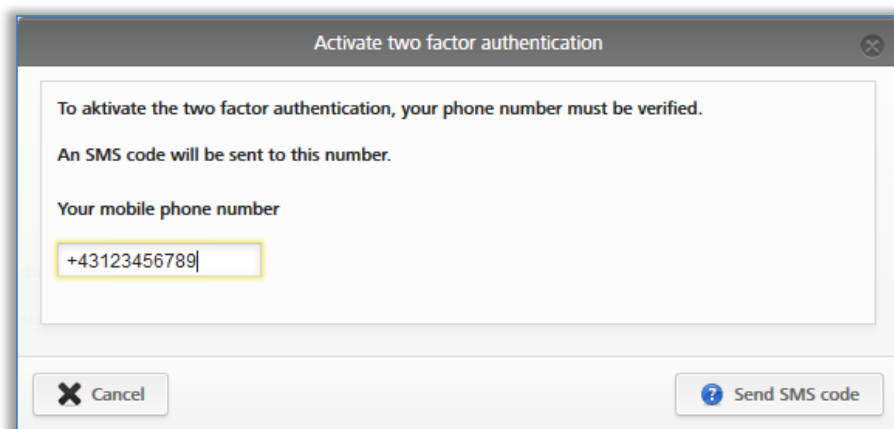 Activate two factor authentication
To aktivate the two factor authentication, your phone number must be verified.
An SMS code will be sent to this number.
Your mobile phone number
+43123456789
Cancel
Send SMS code